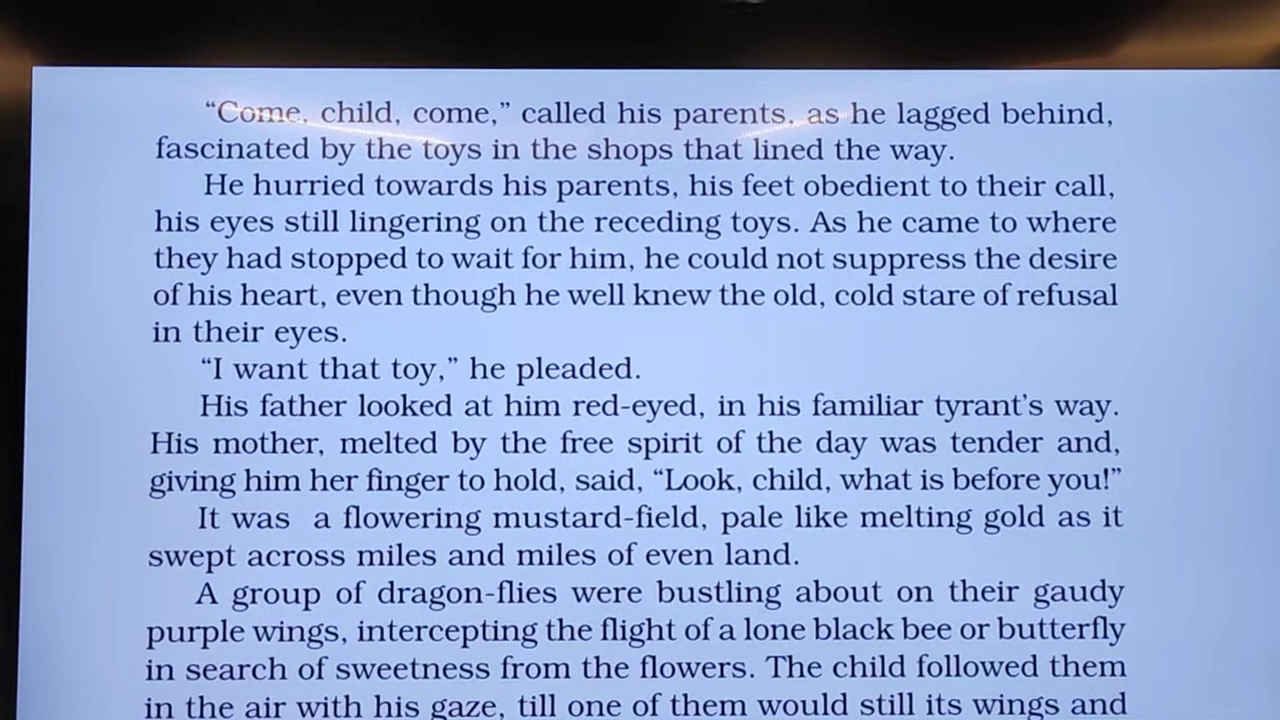 “Come, child, come,” called his parents, as he lagged behind,
fascinated by the toys in the shops that lined the way.
He hurried towards his parents, his feet obedient to their call,
his eyes still lingering on the receding toys. As he came to where
they had stopped to wait for him, he could not suppress the desire
of his heart, even though he well knew the old, cold stare of refusal
in their eyes.
“I want that toy,” he pleaded.
His father looked at him red-eyed, in his familiar tyrant’s way.
His mother, melted by the free spirit of the day was tender and,
giving him her finger to hold, said, “Look, child, what is before you!”
It was a flowering mustard-field, pale like melting gold as it
swept across miles and miles of even land.
A group of dragon-flies were bustling about on their gaudy
purple wings, intercepting the flight of a lone black bee or butterfly
in search of sweetness from the flowers. The child followed them
in the air with his gaze, till one of them would still its wings and